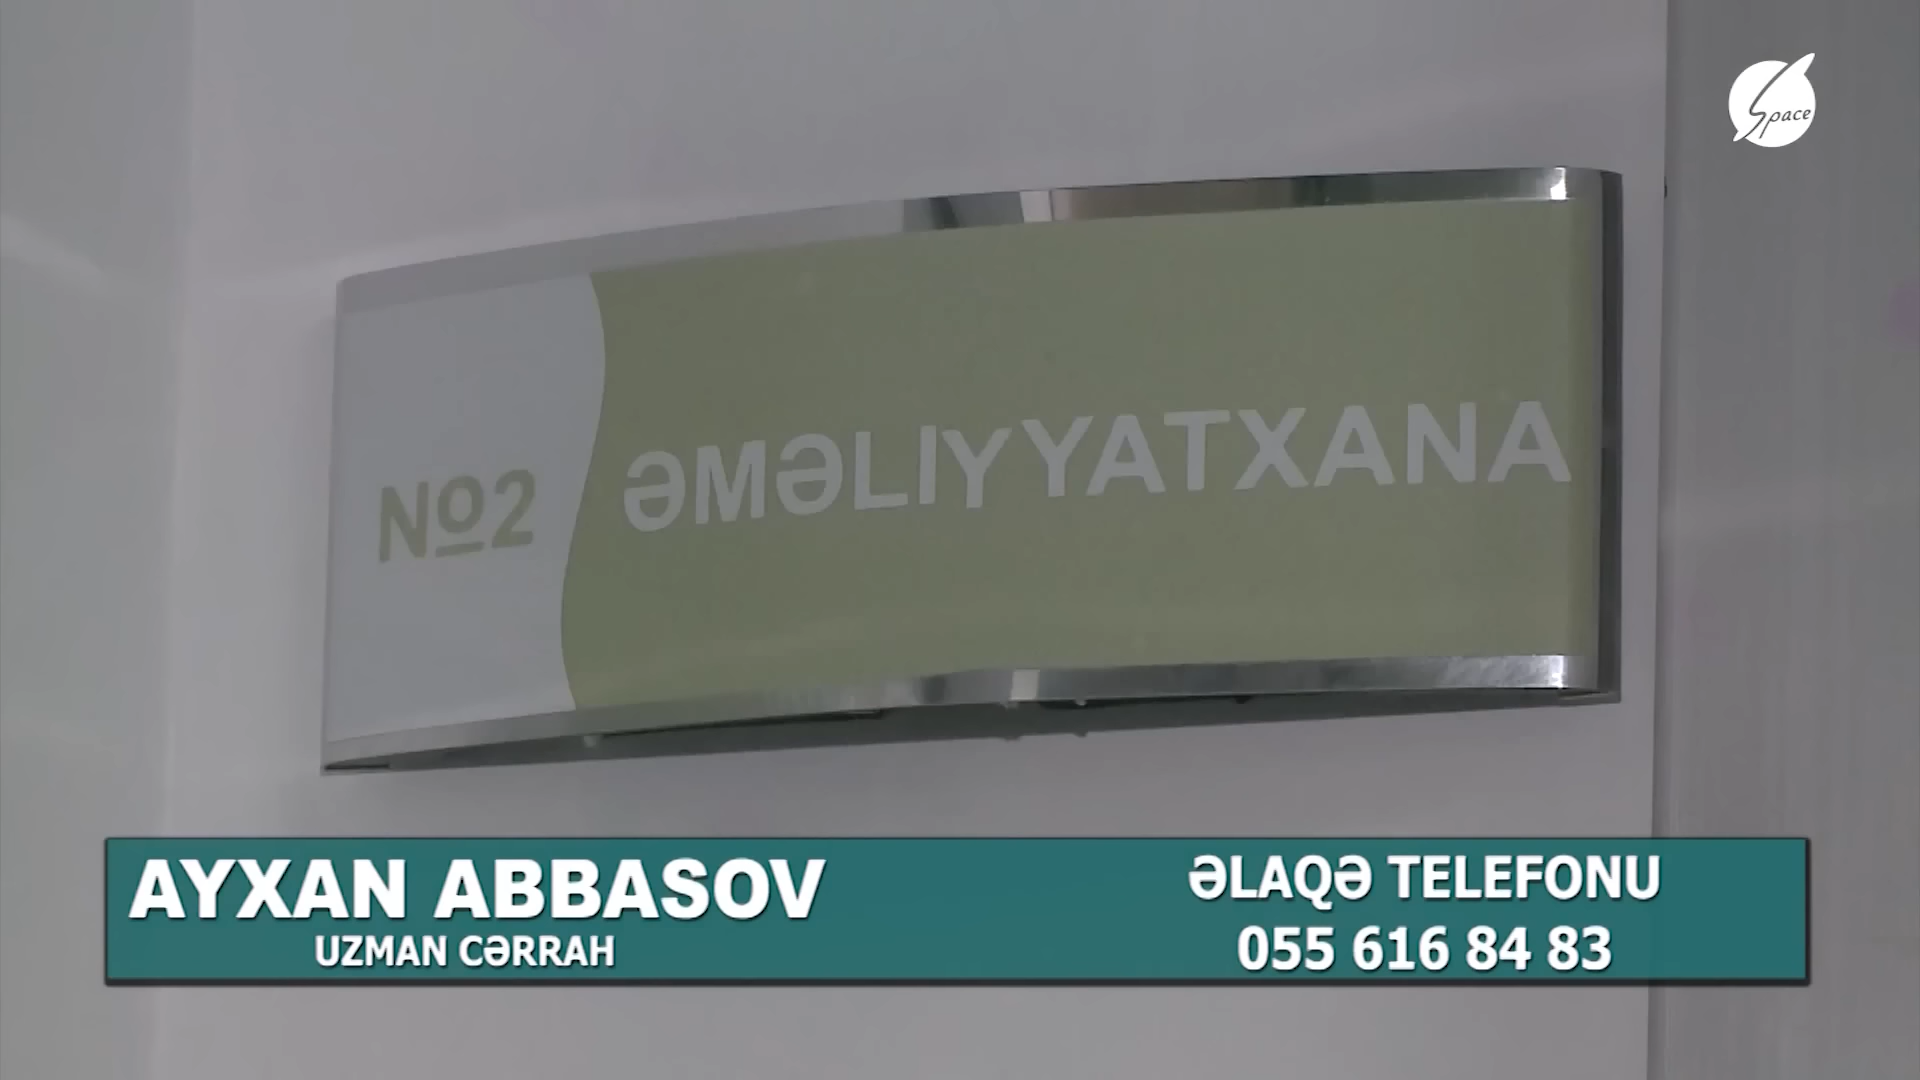 Space
№2 ƏMƏLIYYATXANA
AYXAN ABBASOV
UZMAN CƏRRAH
ƏLAQƏ TELEFONU
055 616 84 83